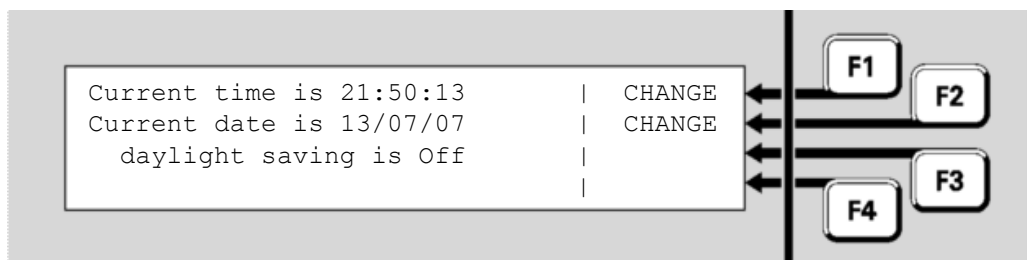 Current time is 21:50:13 | CHANGE
Current date is 13/07/07 | CHANGE
daylight saving is Off |
|
F1
F2
F3
F4